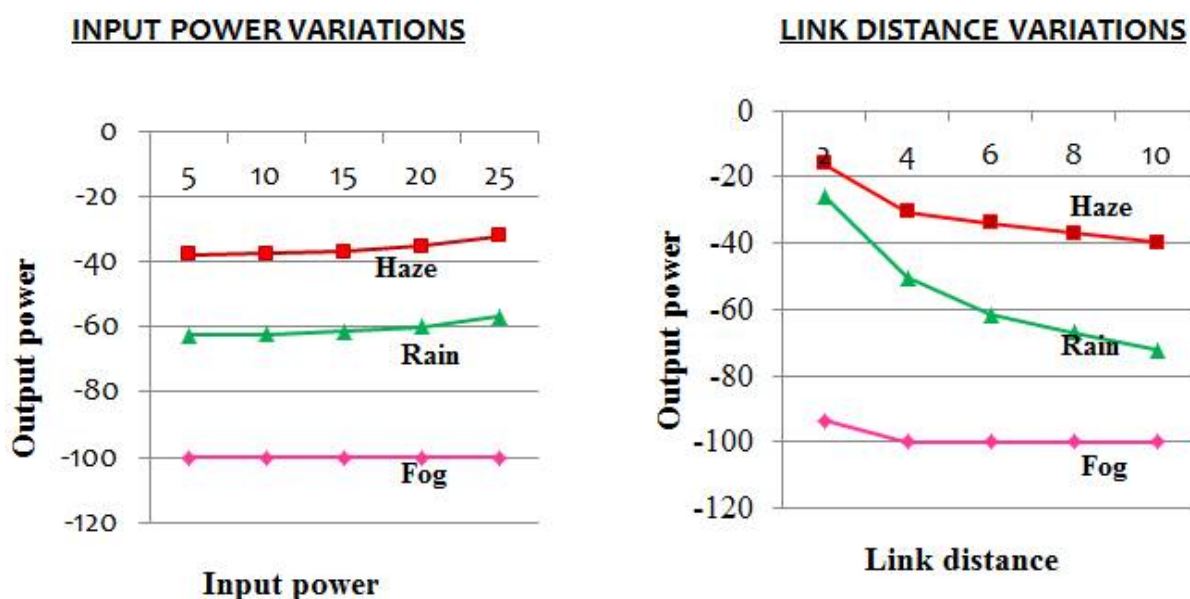 INPUT POWER VARIATIONS
0
-20
-40
-60
-80
-100
-120
5 10 15 20 25
Haze
Rain
Fog
Output power
Input power
LINK DISTANCE VARIATIONS
0
-20
-40
-60
-80
-100
-120
2 4 6 8 10
Haze
Rain
Fog
Output power
Link distance